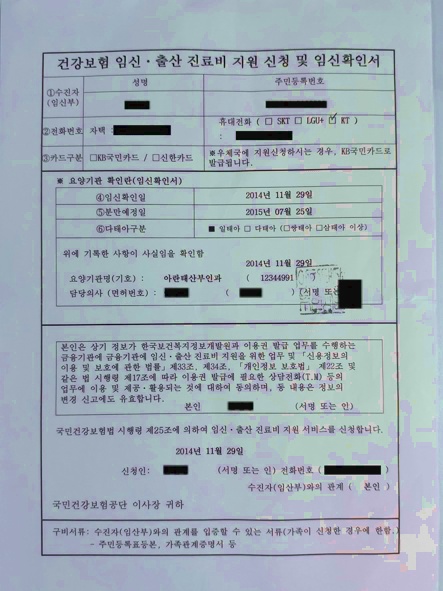 건강보험 임신 · 출산 진료비 지원 신청 및 임신확인서
①수진자 (임신부) 성명 주민등록번호
②전화번호 자택 : 휴대전화 ( □ SKT □ LGU+ ☑ KT )
:
③카드구분 □KB국민카드 / □신한카드 ※우체국에 지원신청하시는 경우, KB국민카드로
발급됩니다.
※ 요양기관 확인란(임신확인서)
④임신확인일 2014년 11월 29일
⑤분만예정일 2015년 07월 25일
⑥다태아구분 ■ 일태아 □ 다태아 (□쌍태아 □삼태아 이상)
위에 기록한 사항이 사실임을 확인함
2014년 11월 29일
요양기관명(기호) : 아란태산부인과 ( 12344991
담당의사 (면허번호) : ( ) (서명 또는
본인은 상기 정보가 한국보건복지정보개발원과 이용권 발급 업무를 수행하는
금융기관에 금융기관에 임신 · 출산 진료비 지원을 위한 업무 및 「신용정보의
이용 및 보호에 관한 법률」 제33조, 제34조, 「개인정보 보호법」 제22조 및
같은 법 시행령 제17조에 따라 이용권 발급에 필요한 상담전화(T.M) 등의
업무에 이용 및 제공 · 활용되는 것에 대하여 동의하며, 동 내용은 정보의
변경 신고에도 유효합니다.
본인 (서명 또는 인)
국민건강보험법 시행령 제25조에 의하여 임신 · 출산 진료비 지원 서비스를 신청합니다.
2014년 11월 29일
신청인: (서명 또는 인) 전화번호 ( )
수진자(임산부)와의 관계 ( 본인 )
국민건강보험공단 이사장 귀하
구비서류: 수진자(임산부)와의 관계를 입증할 수 있는 서류(가족이 신청한 경우에 한함.)
- 주민등록표등본, 가족관계증명서 등